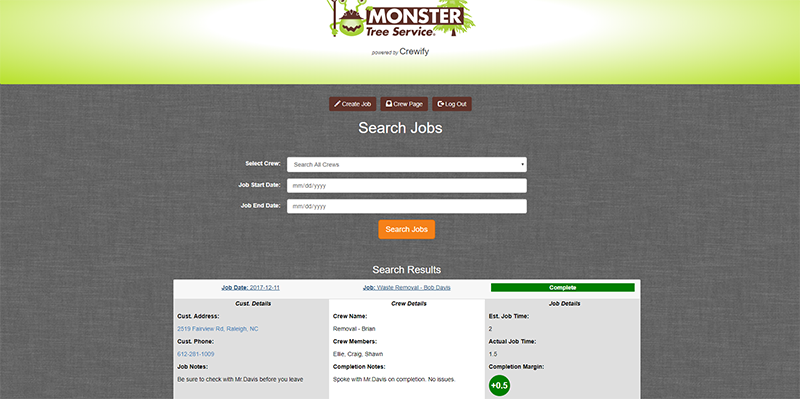 MONSTER
Tree Service®
powered by Crewify
Create Job
Crew Page
Log Out
Search Jobs
Select Crew:
Search All Crews
Job Start Date:
mm/dd/yyyy
Job End Date:
mm/dd/yyyy
Search Jobs
Search Results
Job Date: 2017-12-11
Job: Waste Removal - Bob Davis
Complete
Cust. Details
Crew Details
Job Details
Cust. Address:
Crew Name:
Est. Job Time:
2519 Fairview Rd, Raleigh, NC
Removal - Brian
2
Cust. Phone:
Crew Members:
Actual Job Time:
612-281-1009
Ellie, Craig, Shawn
1.5
Job Notes:
Completion Notes:
Completion Margin:
Be sure to check with Mr.Davis before you leave
Spoke with Mr.Davis on completion. No issues.
+0.5